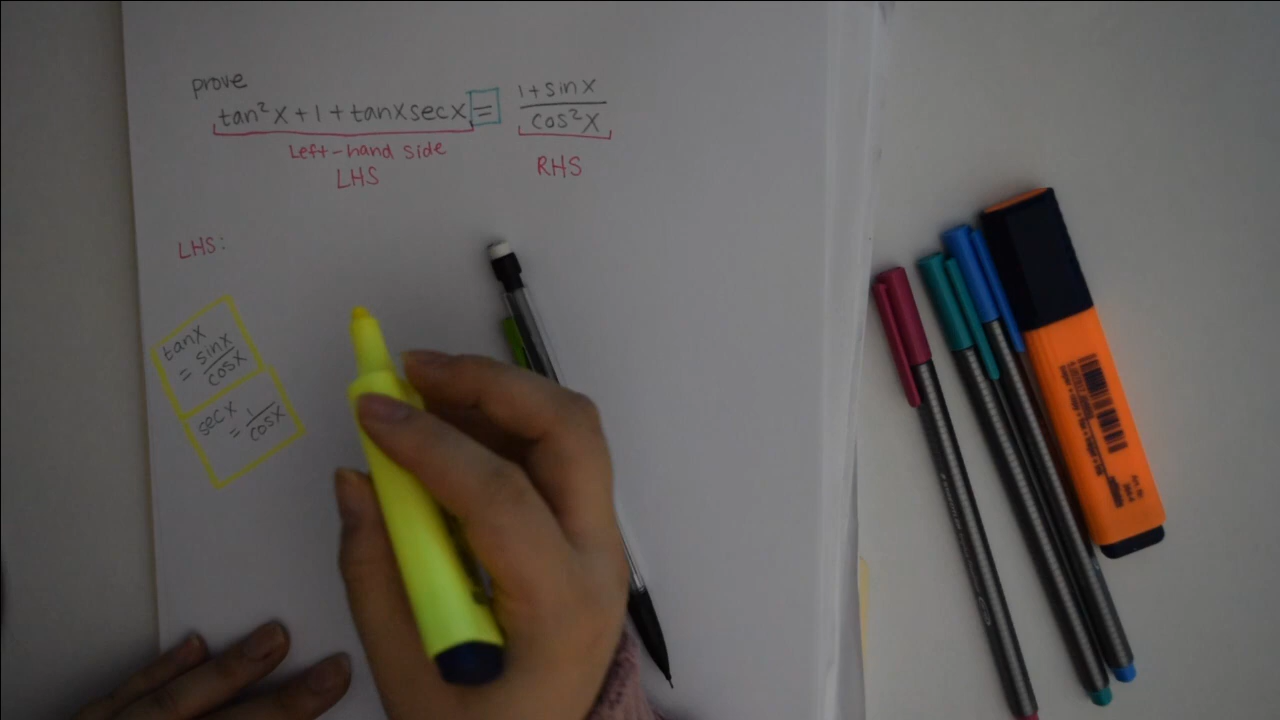 prove
tan²x+1+tanxsecx = 1+sinx
cos²x
Left-hand side
LHS
RHS
LHS:
tanx
= sinx
cosx
secx
= 1
cosx